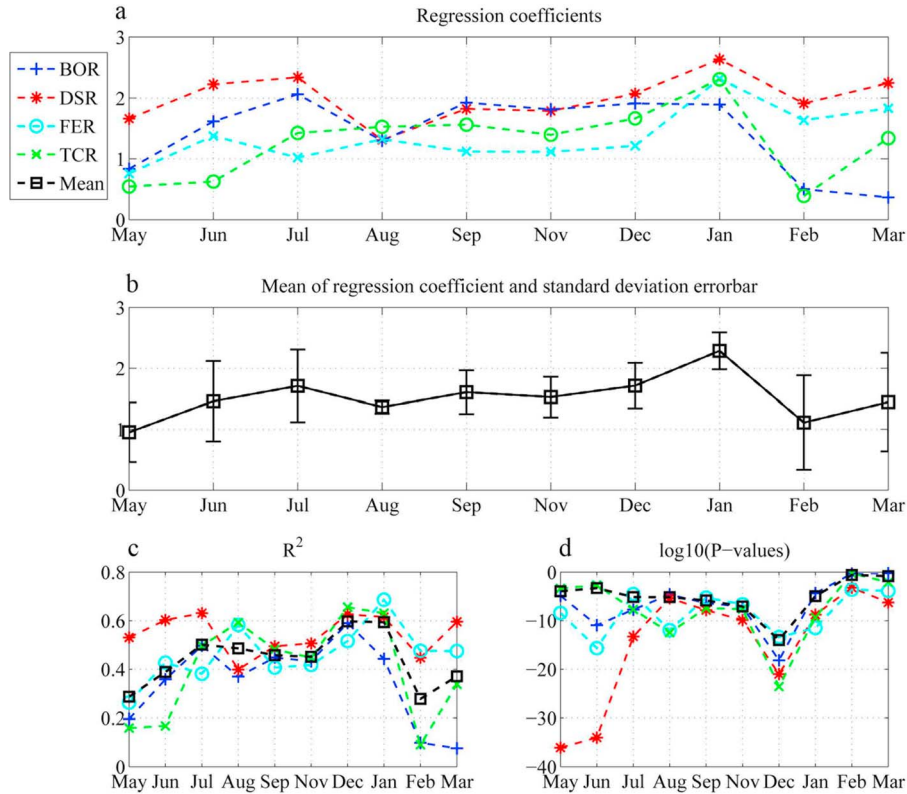 a
Regression coefficients
BOR
DSR
FER
TCR
Mean
3
2
1
0
May Jun Jul Aug Sep Nov Dec Jan Feb Mar
b
Mean of regression coefficient and standard deviation errorbar
3
2
1
0
May Jun Jul Aug Sep Nov Dec Jan Feb Mar
c
R²
0.8
0.6
0.4
0.2
0
May Jun Jul Aug Sep Nov Dec Jan Feb Mar
d
log10(P−values)
0
−10
−20
−30
−40
May Jun Jul Aug Sep Nov Dec Jan Feb Mar